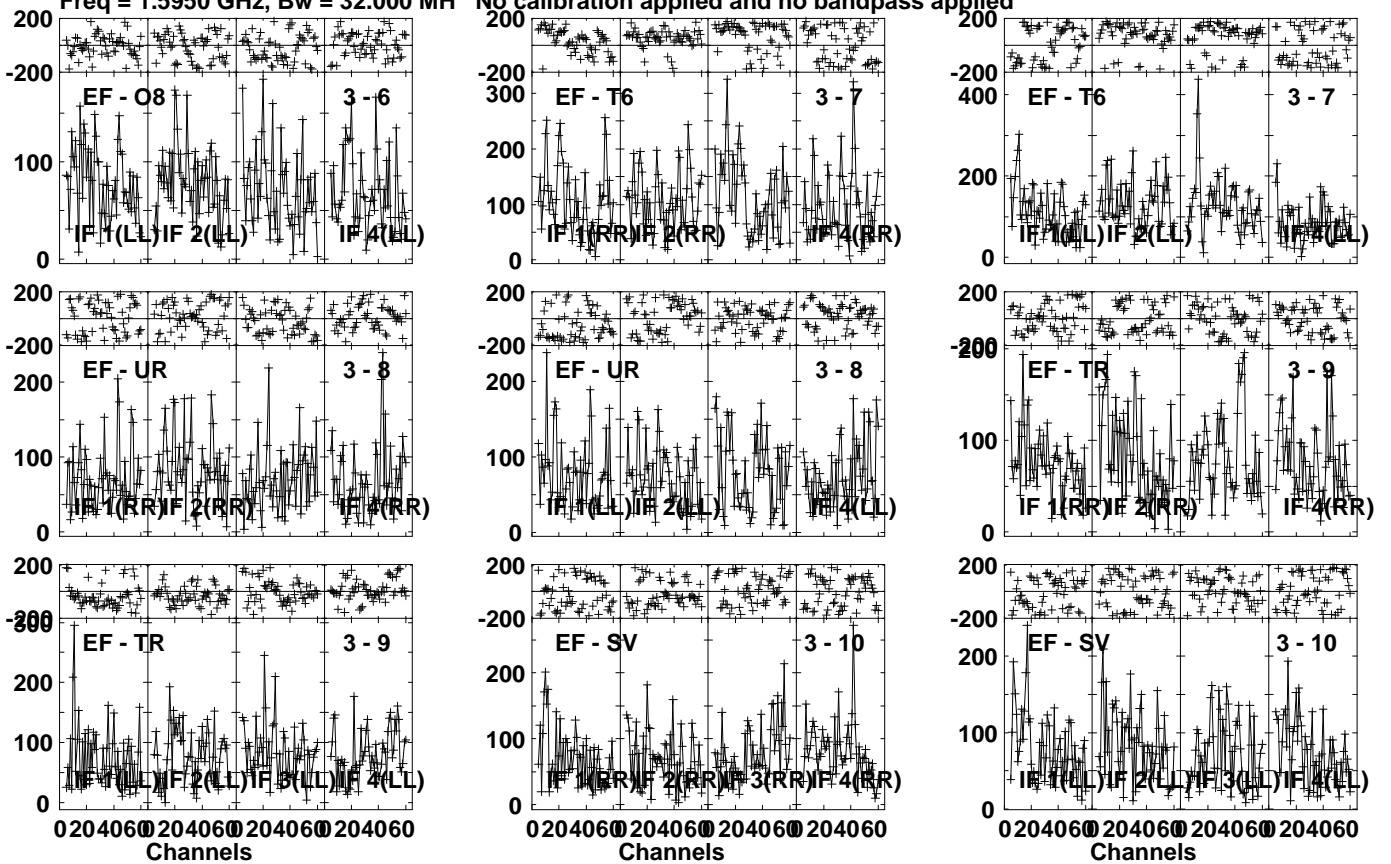 Freq = 1.5950 GHz, Bw = 32.000 MH No calibration applied and no bandpass applied
200 200 200
-200 -200 -200
EF - O8 3 - 6 EF - T6 3 - 7 EF - T6 3 - 7
300 400
100 200 200
100
IF 1(LL) IF 2(LL) IF 4(LL) IF 1(RR) IF 2(RR) IF 4(RR) IF 1(LL) IF 2(LL) IF 4(LL)
0 0 0
200 200 200
-200 -200 -200
200
EF - UR 3 - 8 EF - UR 3 - 8 EF - TR 3 - 9
200 200
100 100 100
IF 1(RR) IF 2(RR) IF 4(RR) IF 1(LL) IF 2(LL) IF 4(LL) IF 1(RR) IF 2(RR) IF 4(RR)
0 0 0
200 200 200
-200 -200 -200
300
EF - TR 3 - 9 EF - SV 3 - 10 EF - SV 3 - 10
200 200 200
100 100 100
IF 1(LL) IF 2(LL) IF 3(LL) IF 4(LL) IF 1(RR) IF 2(RR) IF 3(RR) IF 4(RR) IF 1(LL) IF 2(LL) IF 3(LL) IF 4(LL)
0 0 0
0 20 40 60 0 20 40 60 0 20 40 60 0 20 40 60 0 20 40 60 0 20 40 60 0 20 40 60 0 20 40 60 0 20 40 60 0 20 40 60 0 20 40 60 0 20 40 60
Channels Channels Channels